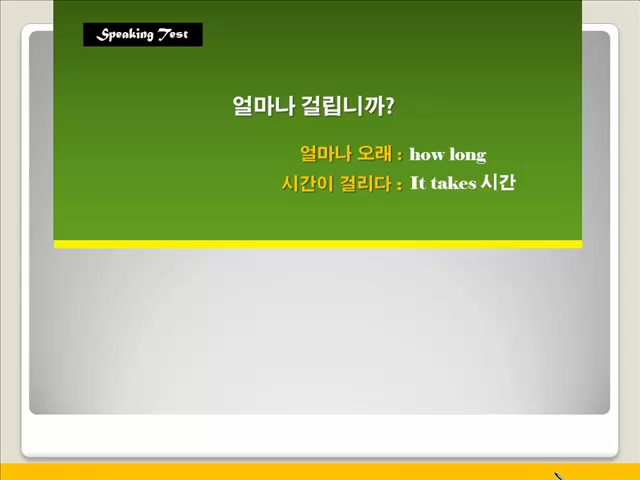 Speaking Test
얼마나 걸립니까?
얼마나 오래 : how long
시간이 걸리다 : It takes 시간